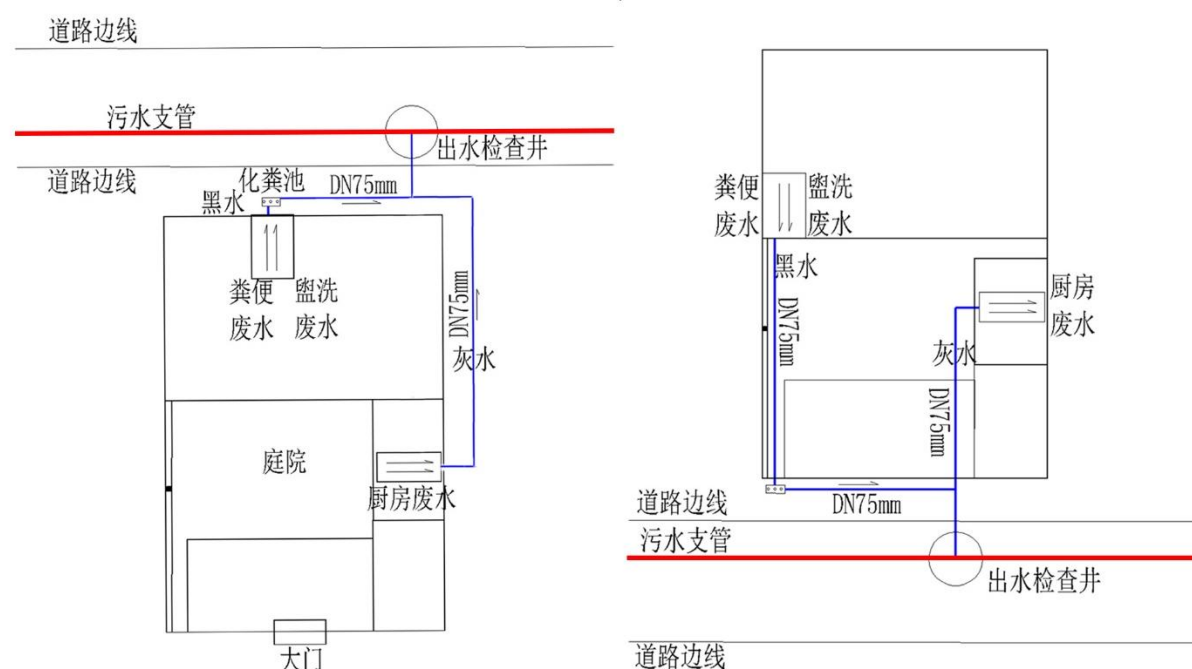 道路边线
污水支管
出水检查井
道路边线
化粪池
DN75mm
黑水
粪便
废水
盥洗
废水
DN75mm
灰水
庭院
厨房废水
大门
粪便
废水
盥洗
废水
黑水
DN75mm
厨房
废水
灰水
DN75mm
DN75mm
道路边线
污水支管
出水检查井
道路边线